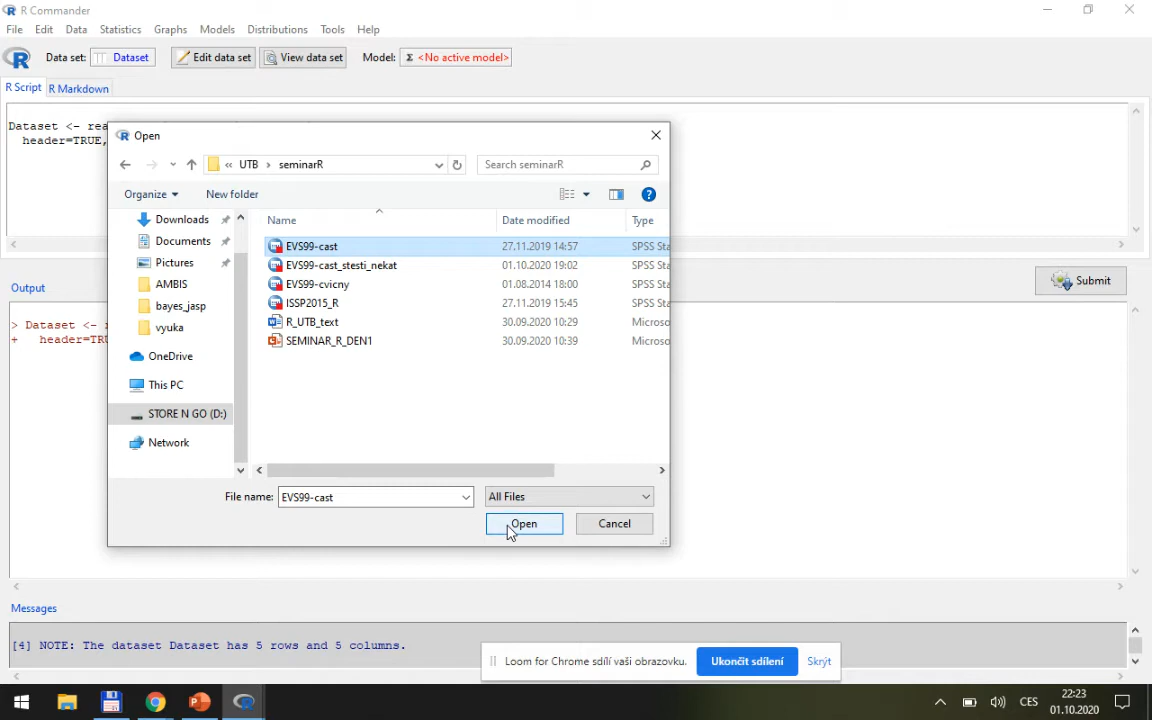 R Commander
File Edit Data Statistics Graphs Models Distributions Tools Help
Data set: Dataset Edit data set View data set Model: Σ <No active model>
R Script R Markdown
Dataset <- rea
header=TRUE,
Open
« UTB › seminarR Search seminarR
Organize New folder
Name Date modified Type
Downloads
Documents
Pictures
AMBIS
bayes_jasp
vyuka
OneDrive
This PC
STORE N GO (D:)
Network
EVS99-cast 27.11.2019 14:57 SPSS Sta
EVS99-cast_stesti_nekat 01.10.2020 19:02 SPSS Sta
EVS99-cvicny 01.08.2014 18:00 SPSS Sta
ISSP2015_R 27.11.2019 15:45 SPSS Sta
R_UTB_text 30.09.2020 10:29 Microso
SEMINAR_R_DEN1 30.09.2020 10:39 Microso
File name: EVS99-cast All Files
Open Cancel
Submit
Output
> Dataset <- r
+ header=TRU
Messages
[4] NOTE: The dataset Dataset has 5 rows and 5 columns.
Loom for Chrome sdílí vaši obrazovku. Ukončit sdílení Skrýt
CES 22:23
01.10.2020